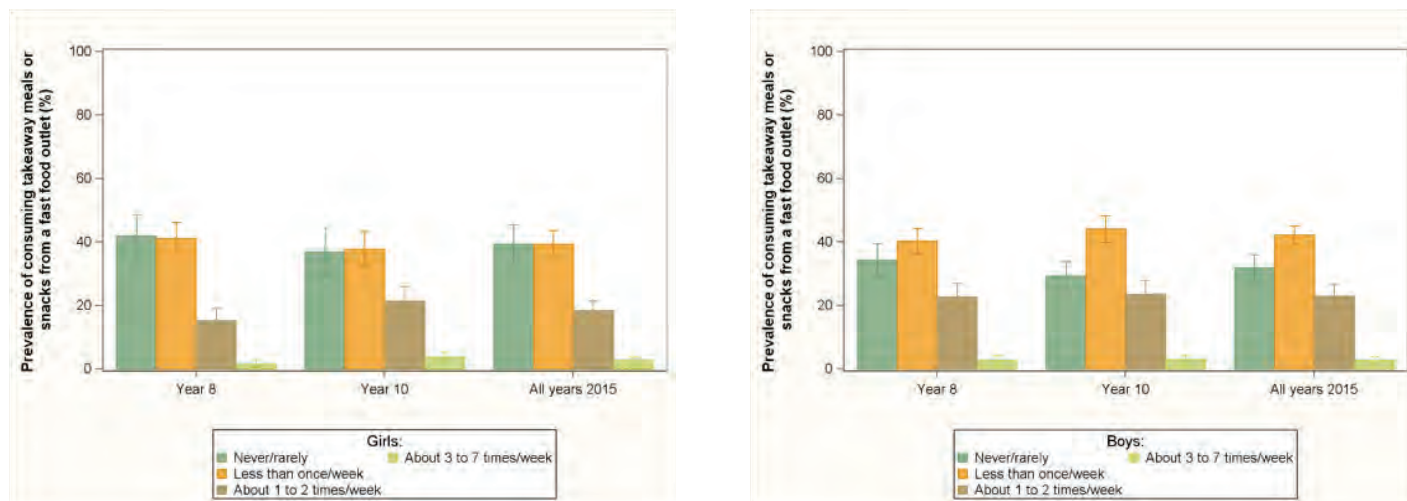 Prevalence of consuming takeaway meals or
snacks from a fast food outlet (%)
100
80
60
40
20
0
Year 8
Year 10
All years 2015
Girls:
Never/rarely
About 3 to 7 times/week
Less than once/week
About 1 to 2 times/week
Prevalence of consuming takeaway meals or
snacks from a fast food outlet (%)
100
80
60
40
20
0
Year 8
Year 10
All years 2015
Boys:
Never/rarely
About 3 to 7 times/week
Less than once/week
About 1 to 2 times/week